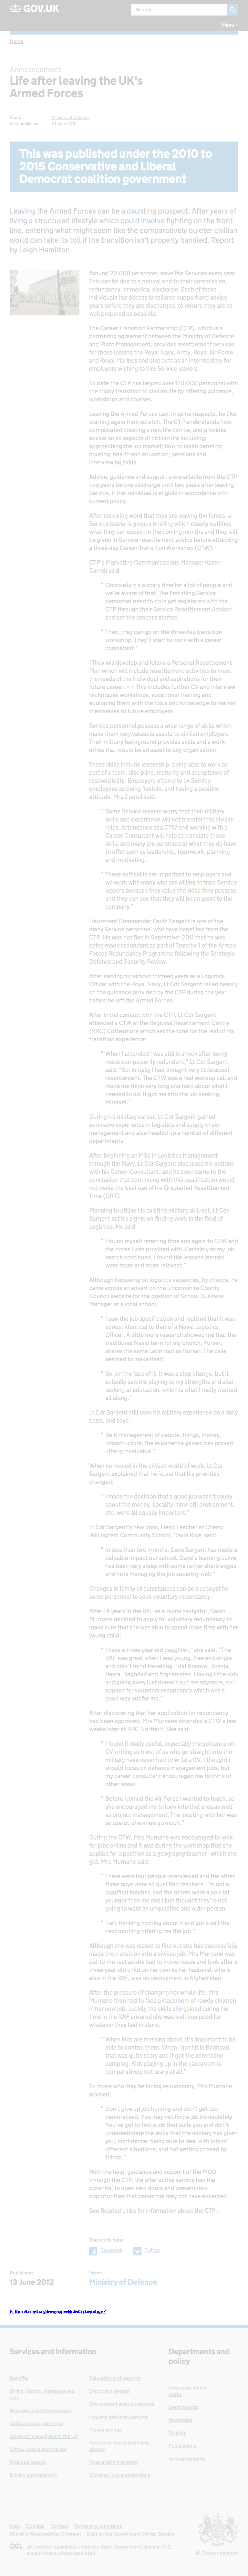 GOV.UK
Search
Menu
Home
Announcement
Life after leaving the UK's
Armed Forces
From: Ministry of Defence
First published: 13 June 2012
This was published under the 2010 to
2015 Conservative and Liberal
Democrat coalition government
Leaving the Armed Forces can be a daunting prospect. After years of
living a structured lifestyle which could involve fighting on the front
line, entering the what might seem like somewhat quieter civilian
world can take its toll if the transition isn't properly handled. Report
by Leigh Hamilton.
Around 20,000 personnel leave the Services every year.
This can be due to a natural end to their commission,
redundancy, or medical discharge. Each of these
individuals has access to tailored support and advice
years before they are discharged, to ensure they are as
well prepared as possible.
The Career Transition Partnership (CTP), which is a
partnering agreement between the Ministry of Defence
and Right Management, provides resettlement services
for those leaving the Royal Navy, Army, Royal Air Force
and Royal Marines and also acts as an intermediary for
employers wanting to hire Service leavers.
To date the CTP has helped over 170,000 personnel with
the tricky transition to civilian life by offering guidance,
workshops and courses.
Leaving the Armed Forces can, in some respects, be like
starting again from scratch. The CTP understands how
complicated creating a new life can be, and provides
advice on all aspects of civilian life including:
approaching the job market; how to claim benefits;
housing; health and education; pensions and
interview skills.
Advice, guidance and support are available from the CTP
two years before discharge until two years after leaving
Service, if the individual is eligible in accordance with
current policy.
After receiving word that they are leaving the forces, a
Service leaver is given a briefing which clearly outlines
what they can expect in the coming months and they will
be given in-Service resettlement advice before attending
a three-day Career Transition Workshop (CTW).
CTP's Marketing Communications Manager Karen
Carroll said:
" Obviously it's a scary time for a lot of people and
we're aware of that. The first thing Service
personnel need to do is get registered with the
CTP through their Service Resettlement Advisor
and get the process started.
" Then, they can go on the three day transition
workshop. They'll start to work with a career
consultant."
"They will develop and follow a Personal Resettlement
Plan which will include resettlement activities to meet
the needs of the individual and aspirations for their
future career. This includes CV and interview
techniques workshops. Ultimately, this gives them the
confidence, tools and knowledge base to market
themselves to future employers.
Service personnel possess a wide range of skills which
make them very valuable to potential civilian employers.
Their military background provides skills and a work
ethos that would be an asset to any organisation.
These skills include leadership, being able to work as
part of a team, discipline, maturity and acceptance of
responsibility. Employers often cite ex-Service
employees as being flexible, and having a positive
attitude. Mrs Carroll said:
" Some Service leavers worry that their military
skills and experience will not transfer into civilian
roles. Attendance at a CTW and working with a
Career Consultant helps them to understand and
realise exactly what skills they do have and have
to offer such as leadership, teamwork, planning
and motivating.
" These soft skills are important to employers and
we work with many who are willing to wait for
Service leavers because they value the skills they
possess and they can see they will be an asset to
the company."
Lieutenant Commander David Sargent is one of the
many Service personnel who have benefited from the
CTP. He was notified in September 2011 that he was
being made redundant as part of Tranche 1 of the Armed
Forces Redundancy Programme following the Strategic
Defence and Security Review.
After serving for almost thirteen years as a Logistics
Officer with the Royal Navy, Lt Cdr Sargent relied heavily
on the guidance provided by the CTP during the year
before he left the Armed Forces.
After initial contact with the CTP, Lt Cdr Sargent
attended a CTW at the Regional Resettlement Centre
(RRC) Cottesmore which set the tone for the rest of his
transition experience:
" When I attended I was still in shock after being
made compulsorily redundant," Lt Cdr Sargent
said. "So, initially I had thought very little about
resettlement. The CTW was a real wakeup call and
made me think very hard about what and how I
needed to do. It got me into the job seeking
mindset."
During his military career, Lt Cdr Sargent gained
extensive experience in logistics and supply chain
management and also headed up a number of different
departments.
After beginning an MSc in Logistics Management
through the Navy, Lt Cdr Sargent discussed his options
with his Career Consultant, and he soon came to the
conclusion that continuing with this qualification would
not make the best use of his Graduated Resettlement
Time (GRT).
Planning to utilise his existing military skill-set, Lt Cdr
Sargent set his sights on finding work in the field of
Logistics. He said:
" I found myself referring time and again to CTW and
the notes I was provided with. Certainly as my job
search continued, I found the lessons learned
were more and more relevant."
Although focussing on logistics vacancies, by chance, he
came across an advert on the Lincolnshire County
Council website for the position of School Business
Manager at a local school:
" I saw the job specification and realised that it was
almost identical to that of a Naval Logistics
Officer. A little more research showed me that the
traditional Naval term for my branch, Purser,
shares the same Latin root as Bursar. The case
seemed to make itself!
" So, on the face of it, it was a step change, but it
actually saw me playing to my strengths and also
looking at education, which is what I really wanted
all along."
Lt Cdr Sargent still uses his military experience on a daily
basis, and says:
" Be it management of people, things, money,
infrastructure, the experience gained has proved
utterly invaluable."
When he moved in the civilian world of work, Lt Cdr
Sargent explained that he found that his priorities
changed:
" I made the decision that a good job wasn't solely
about the money. Locality, time off, environment,
etc, were all equally important."
Lt Cdr Sargent's new boss, Head Teacher at Cherry
Willingham Community School, David Rice, said:
" In less than two months, Dave Sargent has made a
palpable impact on our school. Dave's learning curve
has been very steep with sometimes rarefied air
and he is managing the job superbly well."
Changes in family circumstances can be a catalyst for
some personnel to seek voluntary redundancy.
After 14 years in the RAF as a Puma navigator, Sarah
Murnane decided to apply for voluntary redundancy to
make sure that she was able to spend more time with her
young child:
" I have a three-year-old daughter," she said. "The
RAF was great when I was young, free and single
and didn't mind travelling. I did Kosovo, Bosnia,
Basra, Baghdad and Afghanistan. Having little kids
and going away just doesn't suit me anymore, so, I
asked for voluntary redundancy which was a
good way out for me."
After discovering that her application for redundancy
had been approved, Mrs Murnane attended a CTW a few
weeks later at RRC Northolt. She said:
" I found it really useful, especially the guidance on
CV writing as most of us who go straight into the
military have never had to write a CV. I thought I
should focus on development management jobs, but
my career consultant encouraged me to think of
other areas.
" Before I joined the Air Force I wanted to teach, so
she encouraged me to look into that area as well
as project management. The meeting with her was
so useful, she knew so much."
During the CTW, Mrs Murnane was encouraged to look
for jobs online and it was during the workshop that she
applied for a position as a geography teacher - which she
got. Mrs Murnane said:
" There were four people interviewed and the other
three guys were all qualified teachers. I'm not a
qualified teacher, and the others were also a lot
younger than me, so I thought they're just not
going to want an unqualified and older person.
" I left thinking nothing about it and got a call the
next morning offering me the job."
Although she was elated to find out she had successfully
made the transition into a civilian job, Mrs Murnane was
put to the test as she had to move house and look after a
three-year-old child on her own as her husband, who is
also in the RAF, was on deployment in Afghanistan.
After the pressure of changing her whole life, Mrs
Murnane then had to face a classroom of rowdy children
in her new job. Luckily the skills she gained during her
time in the RAF ensured she was well equipped for
whatever was thrown at her:
" When kids are messing about, it's important to be
able to control them. When I got hit in Baghdad,
that was quite scary and it got the adrenaline
pumping. Kids playing up in the classroom is
comparatively not scary at all."
To those who may be facing redundancy, Mrs Murnane
advised:
" Don't give up job hunting and don't get too
demoralised. You may not find a job immediately.
You've got to find a job that suits you and don't
underestimate the skills that the military has given
you; being confident, being able to deal with lots of
different situations; and not getting phased by
things."
With the help, guidance and support of the MOD
through the CTP, life after active service has the
potential to open new doors and present new
opportunities that personnel may not have expected.
See Related Links for information about the CTP.
Share this page
Facebook Twitter
Published: From:
13 June 2012 Ministry of Defence
Services and information
Departments and
policy
Benefits
Births, deaths, marriages and
care
Business and self-employed
Childcare and parenting
Citizenship and living in the UK
Crime, justice and the law
Disabled people
Driving and transport
Education and learning
Employing people
Environment and countryside
Housing and local services
Money and tax
Passports, travel and living
abroad
Visas and immigration
Working, jobs and pensions
How government
works
Departments
Worldwide
Policies
Publications
Announcements
Help Cookies Contact Terms and conditions
Rhestr o Wasanaethau Cymraeg Built by the Government Digital Service
OGL All content is available under the Open Government Licence v3.0,
except where otherwise stated
© Crown copyright